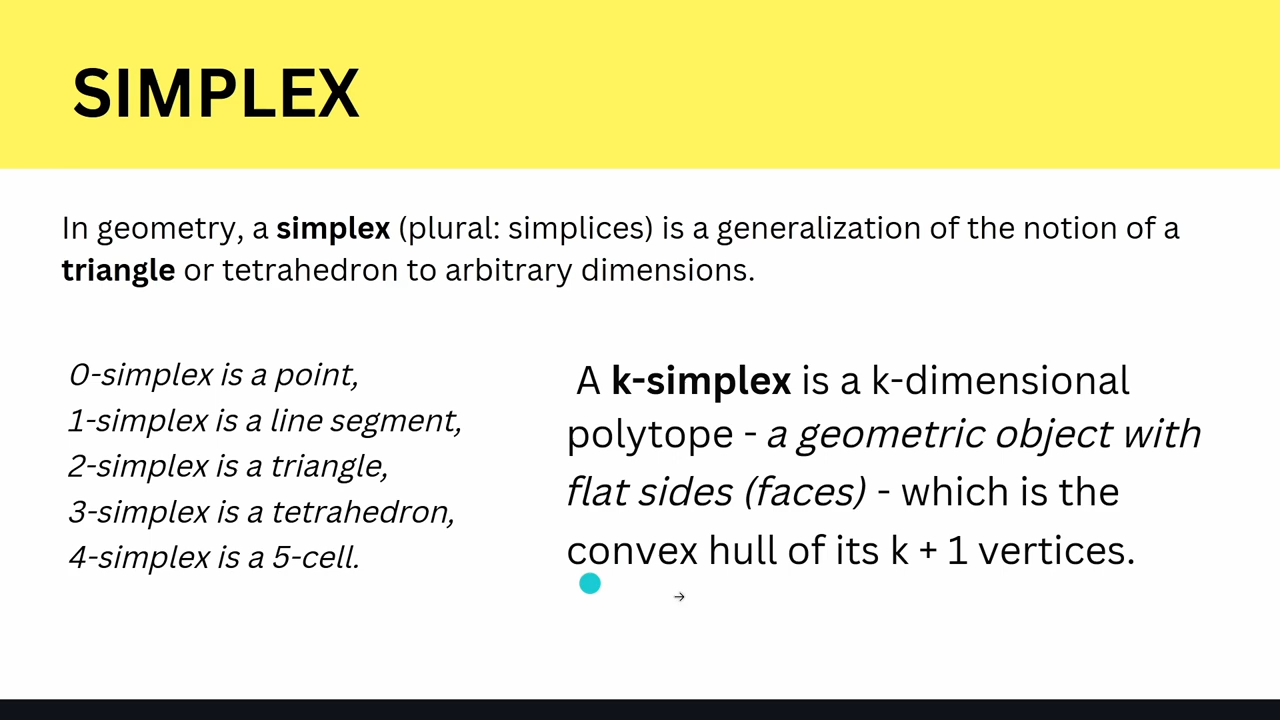 SIMPLEX
In geometry, a simplex (plural: simplices) is a generalization of the notion of a
triangle or tetrahedron to arbitrary dimensions.
0-simplex is a point,
1-simplex is a line segment,
2-simplex is a triangle,
3-simplex is a tetrahedron,
4-simplex is a 5-cell.
A k-simplex is a k-dimensional
polytope - a geometric object with
flat sides (faces) - which is the
convex hull of its k + 1 vertices.
→